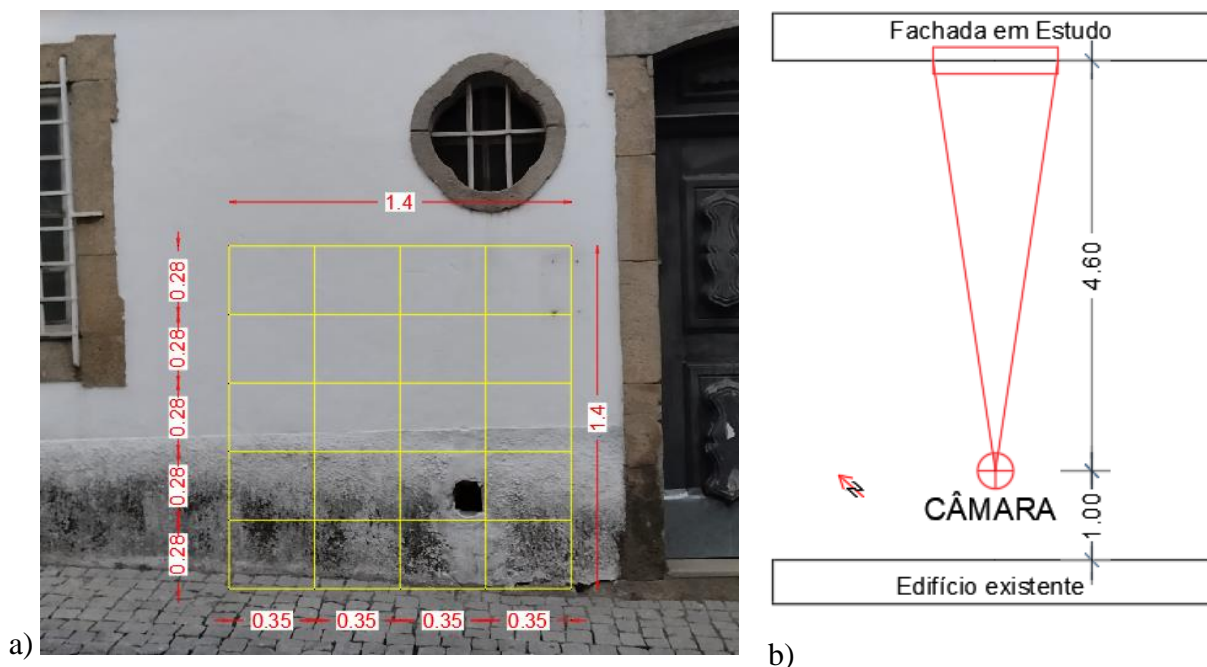 1.4
0.28
0.28
0.28
0.28
0.28
1.4
0.35 0.35 0.35 0.35
a)
Fachada em Estudo
4.60
N
CÂMARA
1.00
Edifício existente
b)